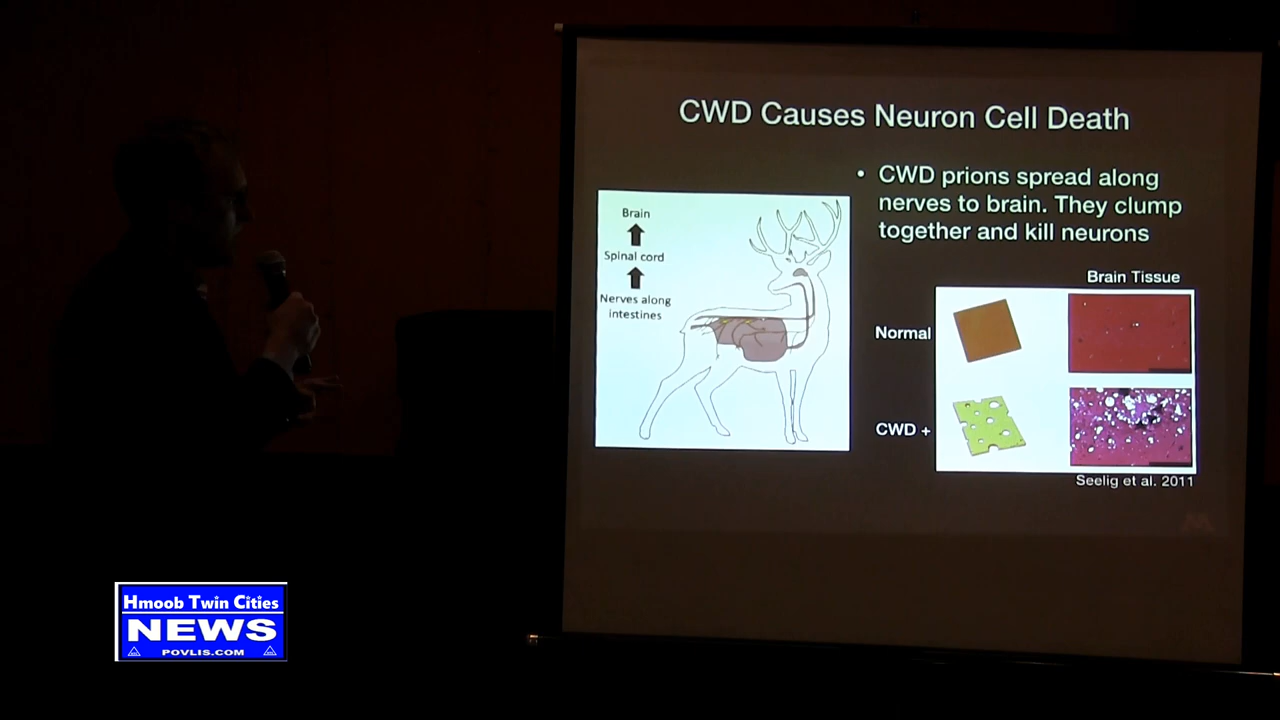 CWD Causes Neuron Cell Death
• CWD prions spread along
nerves to brain. They clump
together and kill neurons
Brain
Spinal cord
Nerves along
intestines
Brain Tissue
Normal
CWD +
Seelig et al. 2011
Hmoob Twin Cities
NEWS
POVLIS.COM